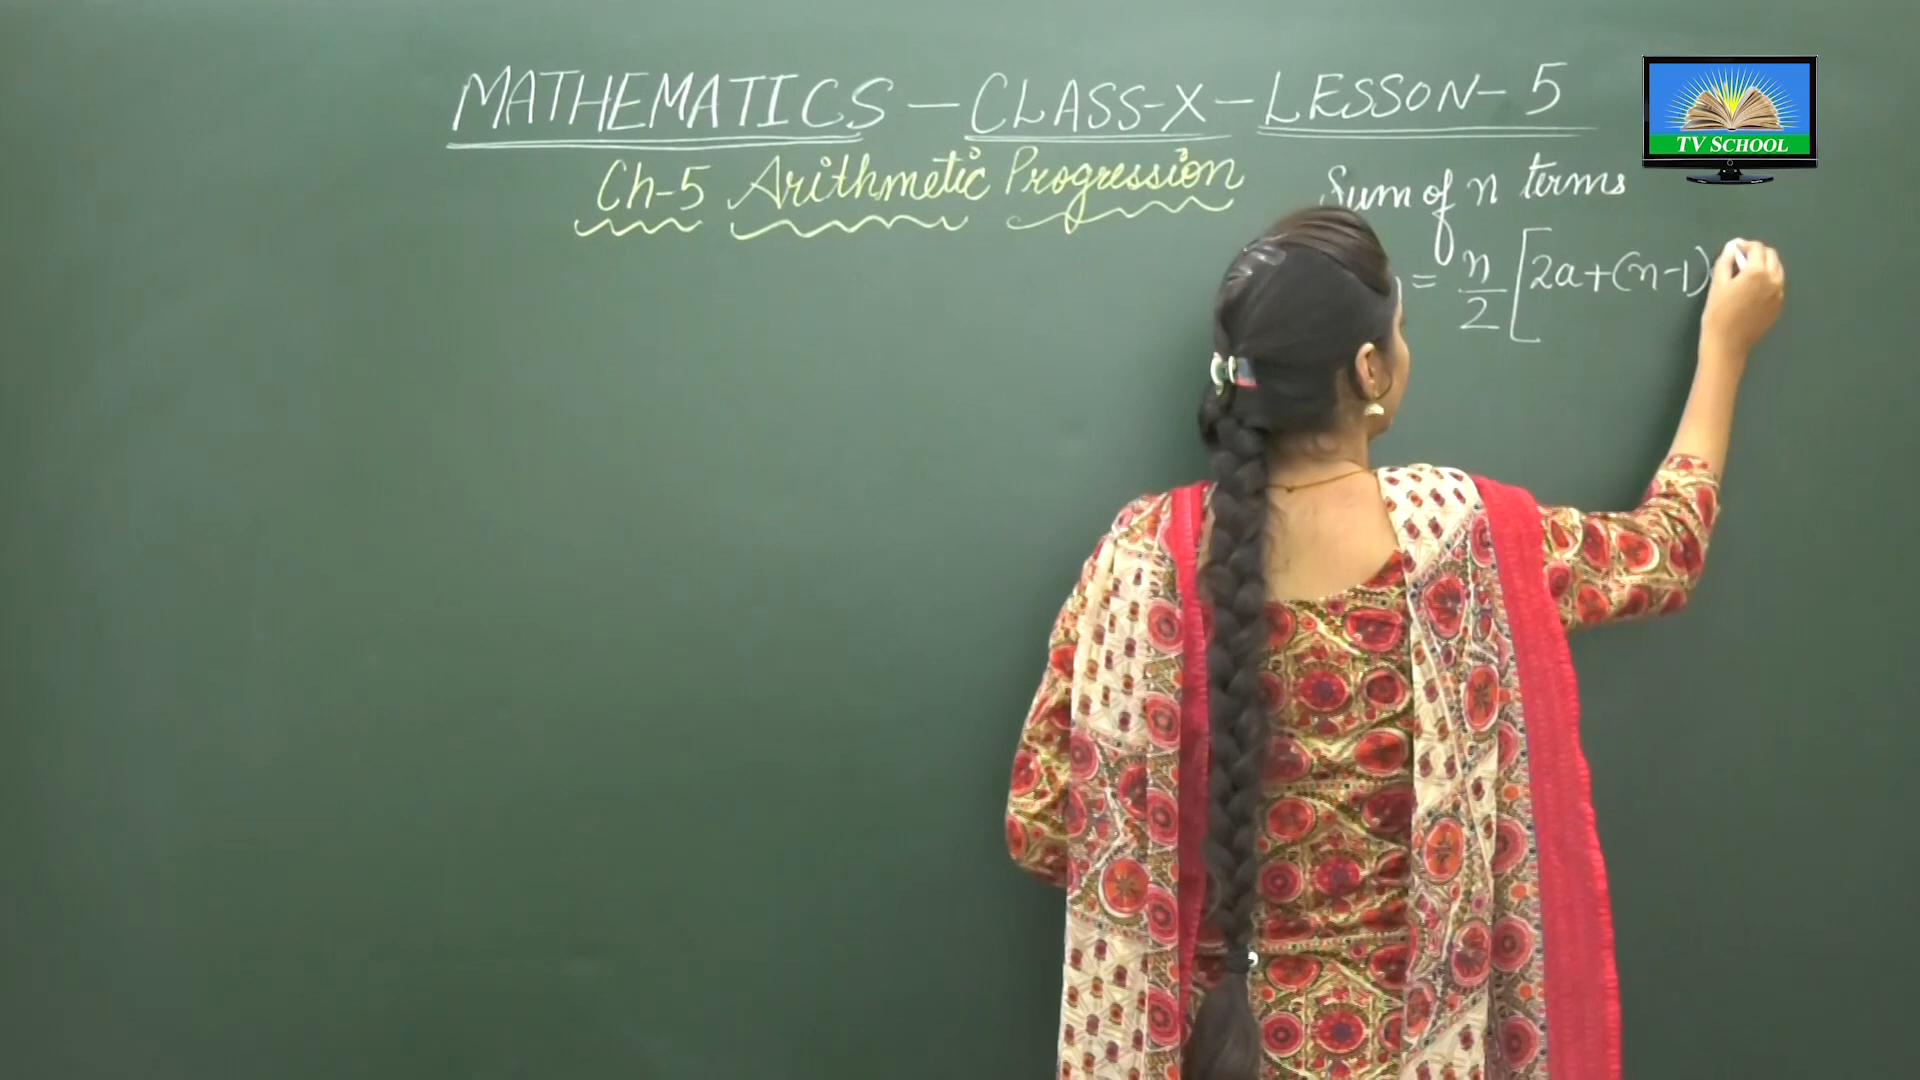 MATHEMATICS - CLASS-X - LESSON-5
Ch-5 Arithmetic Progression
Sum of n terms
= n/2 [2a+(n-1)
TV SCHOOL